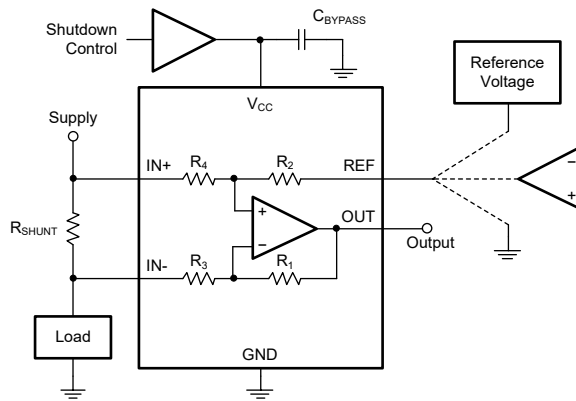 Shutdown
Control
CBYPASS
Reference
Voltage
VCC
Supply
IN+
R4
R2
REF
+
−
RSHUNT
OUT
Output
IN-
R3
R1
−
+
Load
GND